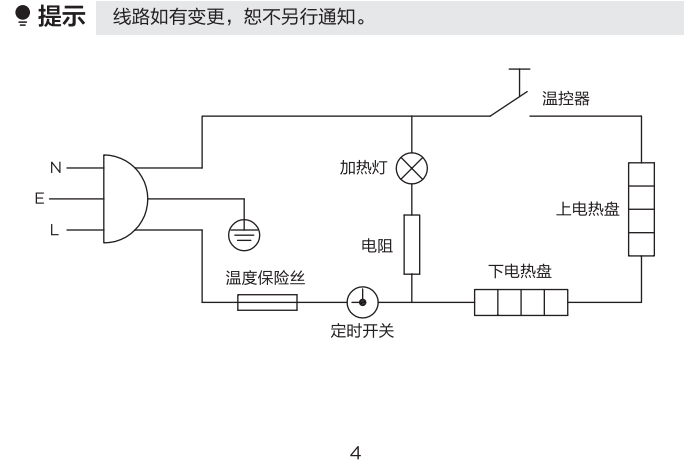 提示 线路如有变更，恕不另行通知。
温控器
N
加热灯
E
上电热盘
L
电阻
下电热盘
温度保险丝
定时开关
4